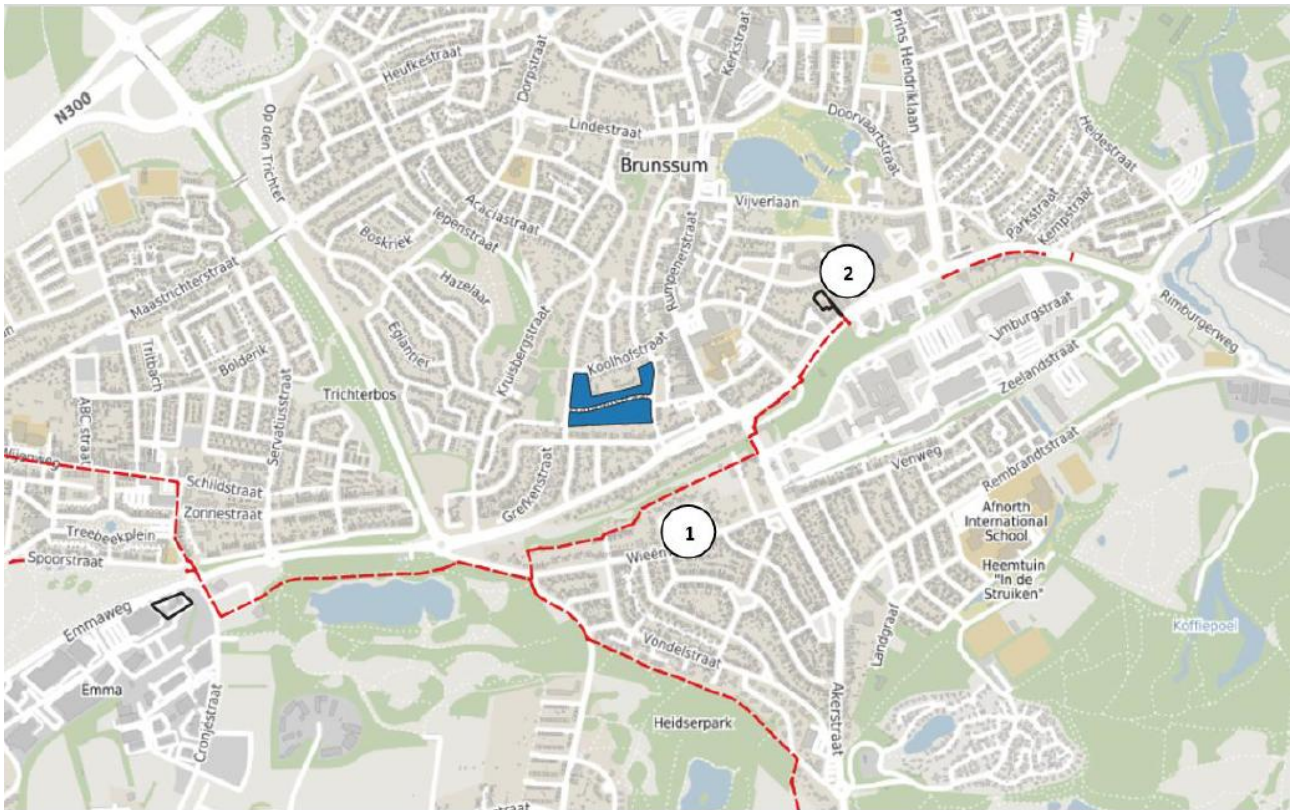 N300
Heufkestraat
Dorpstraat
Kerkstraat
Prins Hendriklaan
Op den Trichter
Lindestraat
Doorvaartstraat
Heidestraat
Brunssum
Acaciastraat
Iepenstraat
Vijverlaan
Parkstraat
Kempstraat
Boskriek
Hazelaar
Maastrichterstraat
Rumpenerstraat
2
Eglantier
Kruisbergstraat
Koolhofstraat
Limburgstraat
Rimburgerweg
Zeelandstraat
Tritbach
Bolderik
Trichterbos
ABC straat
Servatiusstraat
Rembrandtstraat
Venweg
Schildstraat
Zonnestraat
Grefkenstraat
Afnorth
International
School
Treebeekplein
1
Spoorstraat
Heemtuin
"In de
Struiken"
Emmaweg
Landgraaf
Koffiepoel
Vondelstraat
Emma
Cronjéstraat
Heidserpark
Akerstraat
straat